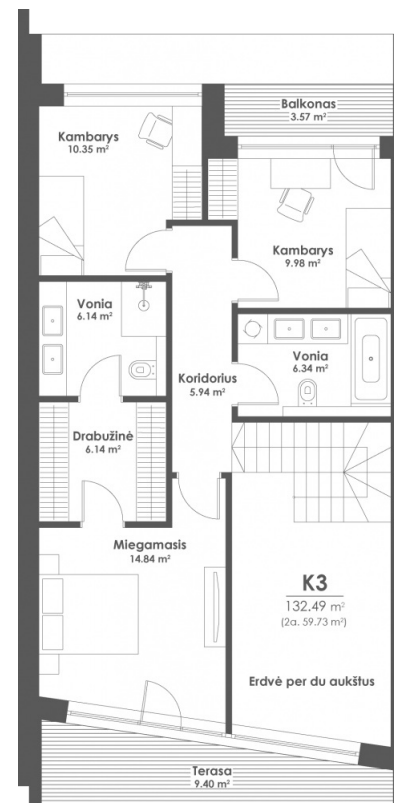 Balkonas
3.57 m²
Kambarys
10.35 m²
Kambarys
9.98 m²
Vonia
6.14 m²
Vonia
6.34 m²
Koridorius
5.94 m²
Drabužinė
6.14 m²
Miegamasis
14.84 m²
K3
132.49 m²
(2a. 59.73 m²)
Erdvė per du aukštus
Terasa
9.40 m²